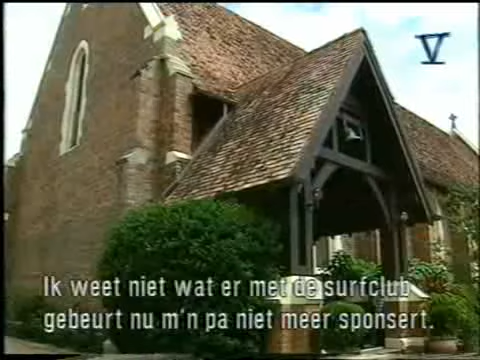 V
Ik weet niet wat er met de surfclub
gebeurt nu m'n pa niet meer sponsert.